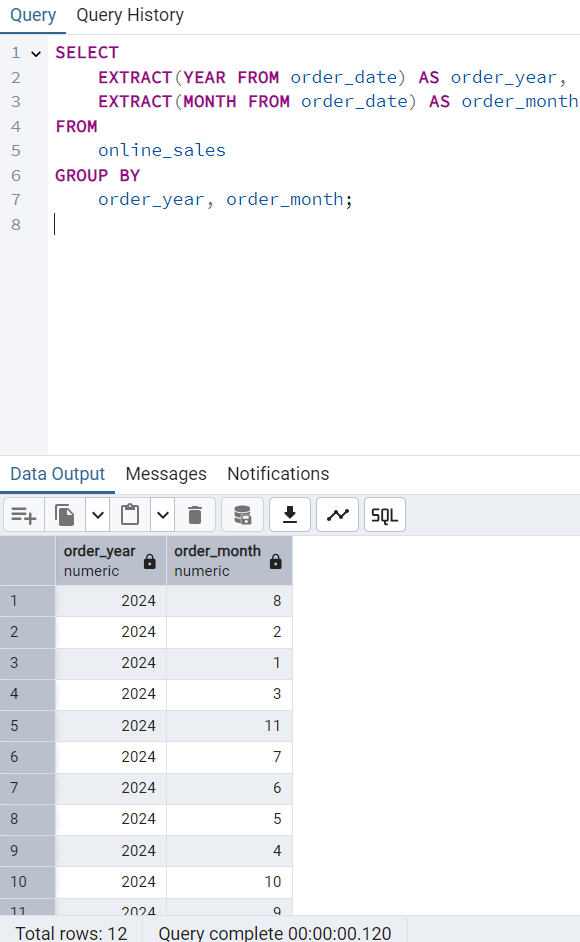 Query Query History
1 SELECT
2 EXTRACT(YEAR FROM order_date) AS order_year,
3 EXTRACT(MONTH FROM order_date) AS order_month
4 FROM
5 online_sales
6 GROUP BY
7 order_year, order_month;
8
Data Output Messages Notifications
SQL
order_year order_month
numeric numeric
1 2024 8
2 2024 2
3 2024 1
4 2024 3
5 2024 11
6 2024 7
7 2024 6
8 2024 5
9 2024 4
10 2024 10
11 2024 9
Total rows: 12 Query complete 00:00:00.120